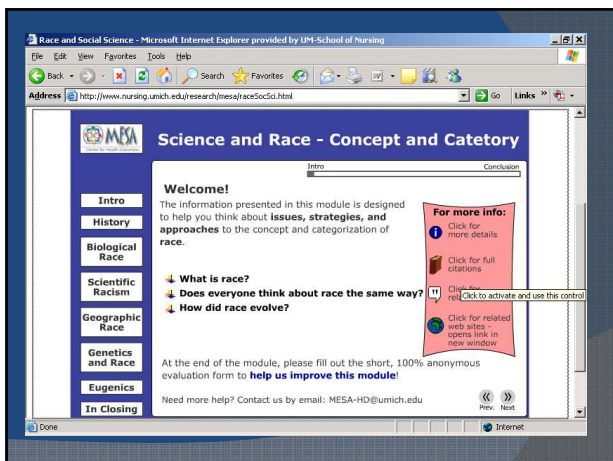 Race and Social Science - Microsoft Internet Explorer provided by UM-School of Nursing
File Edit View Favorites Tools Help
Back Search Favorites
Address http://www.nursing.umich.edu/research/mesa/raceSocSci.html Go Links »
MESA
Center for Health Disparities
Science and Race - Concept and Catetory
Intro Conclusion
Intro
History
Biological
Race
Scientific
Racism
Geographic
Race
Genetics
and Race
Eugenics
In Closing
Welcome!
The information presented in this module is designed
to help you think about issues, strategies, and
approaches to the concept and categorization of
race.
What is race?
Does everyone think about race the same way?
How did race evolve?
At the end of the module, please fill out the short, 100% anonymous
evaluation form to help us improve this module!
Need more help? Contact us by email: MESA-HD@umich.edu
For more info:
Click for
more details
Click for full
citations
Click for
Click to activate and use this control
Click for related
web sites -
opens link in
new window
Prev. Next
Done Internet